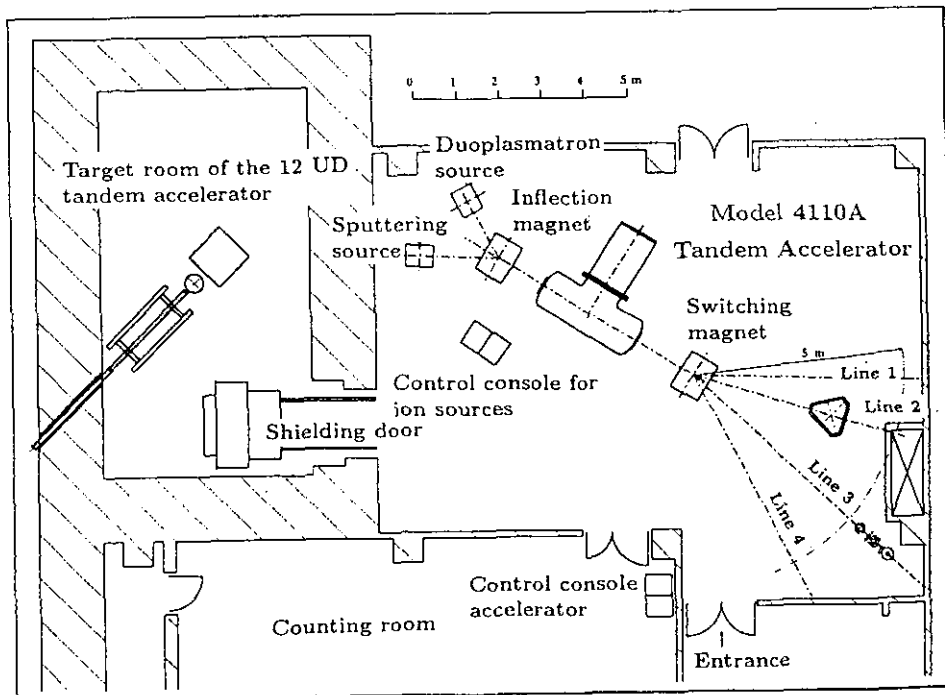 0 1 2 3 4 5 m
Duoplasmatron
source
Target room of the 12 UD
tandem accelerator
Inflection
magnet
Sputtering
source
Model 4110A
Tandem Accelerator
Switching
magnet
5 m
Line 1
Line 2
Line 3
Line 4
Control console for
ion sources
Shielding door
Control console
accelerator
Counting room
Entrance